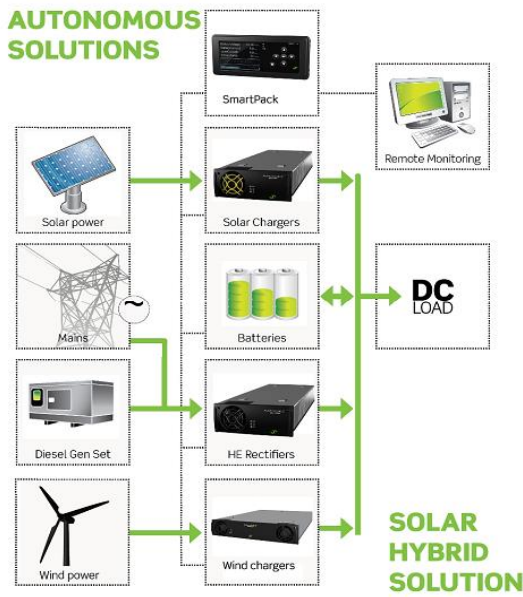 AUTONOMOUS
SOLUTIONS
SmartPack
Remote Monitoring
Solar power
Solar Chargers
Mains
~
Batteries
DC
LOAD
Diesel Gen Set
HE Rectifiers
Wind power
Wind chargers
SOLAR
HYBRID
SOLUTION